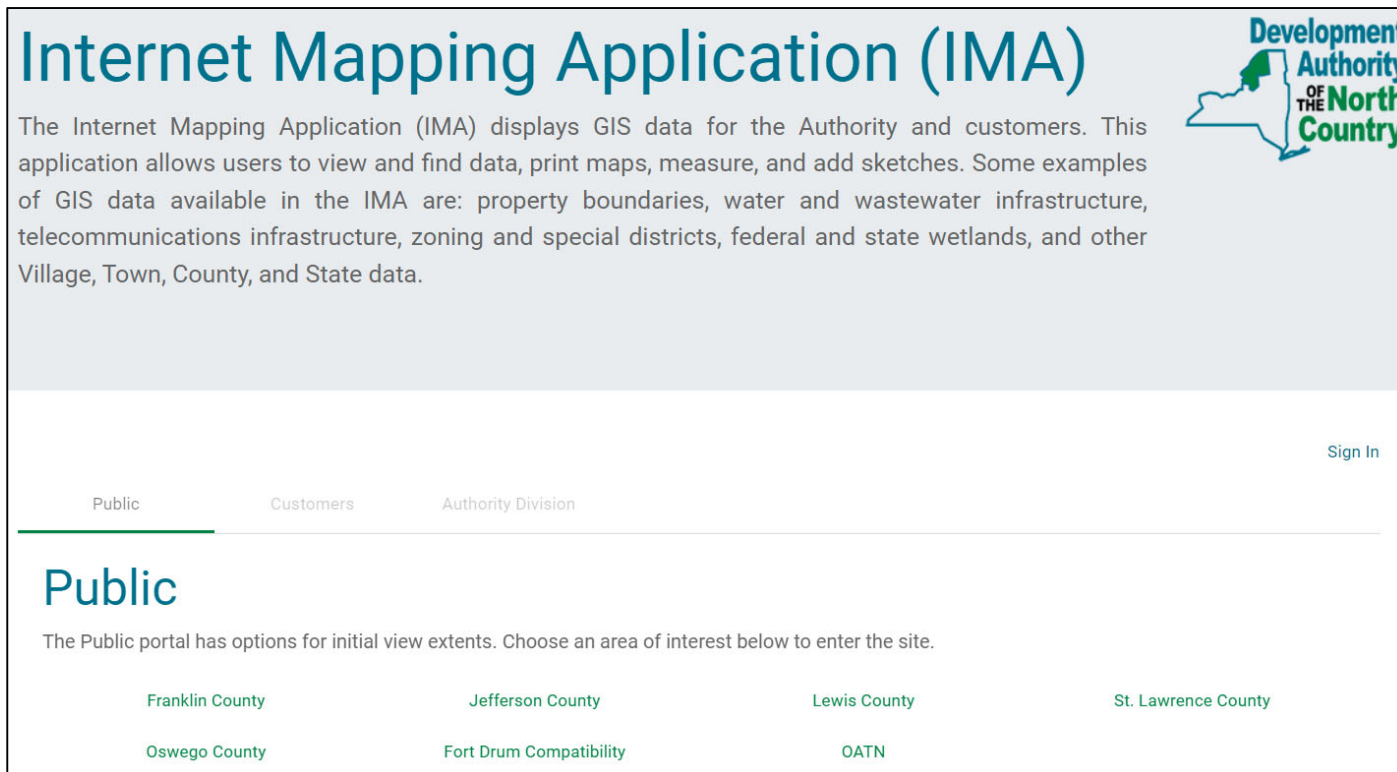 Internet Mapping Application (IMA)
Development
Authority
OF THE North
Country
The Internet Mapping Application (IMA) displays GIS data for the Authority and customers. This
application allows users to view and find data, print maps, measure, and add sketches. Some examples
of GIS data available in the IMA are: property boundaries, water and wastewater infrastructure,
telecommunications infrastructure, zoning and special districts, federal and state wetlands, and other
Village, Town, County, and State data.
Sign In
Public Customers Authority Division
Public
The Public portal has options for initial view extents. Choose an area of interest below to enter the site.
Franklin County Jefferson County Lewis County St. Lawrence County
Oswego County Fort Drum Compatibility OATN